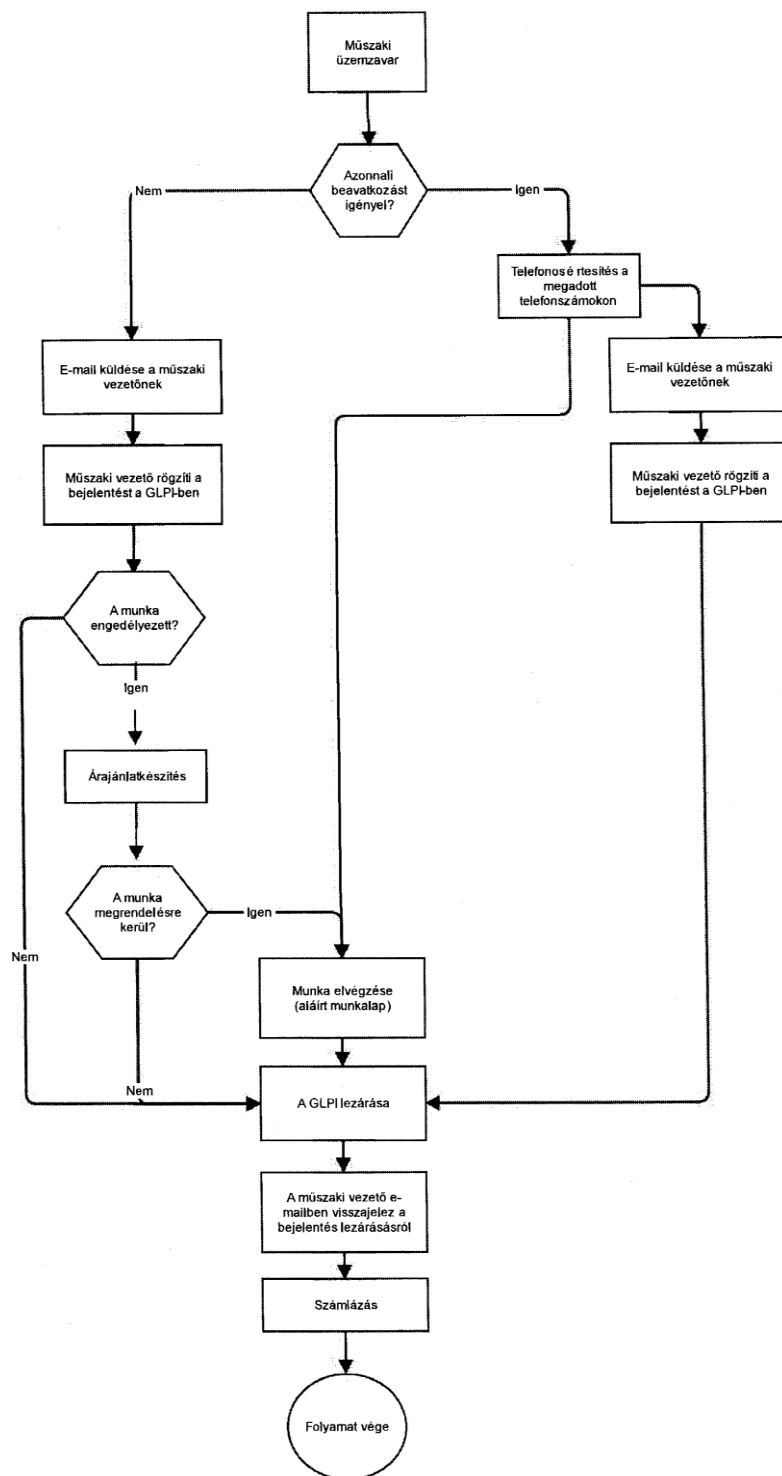 Műszaki
üzemzavar
Azonnali
beavatkozást
igényel?
Nem
Igen
Telefonosé rtesítés a
megadott
telefonszámokon
E-mail küldése a műszaki
vezetőnek
E-mail küldése a műszaki
vezetőnek
Műszaki vezető rögzíti a
bejelentést a GLPI-ben
Műszaki vezető rögzíti a
bejelentést a GLPI-ben
A munka
engedélyezett?
Igen
Árajánlatkészítés
A munka
megrendelésre
kerül?
Igen
Nem
Munka elvégzése
(aláírt munkalap)
Nem
A GLPI lezárása
A műszaki vezető e-
mailben visszajelez a
bejelentés lezárásásról
Számlázás
Folyamat vége